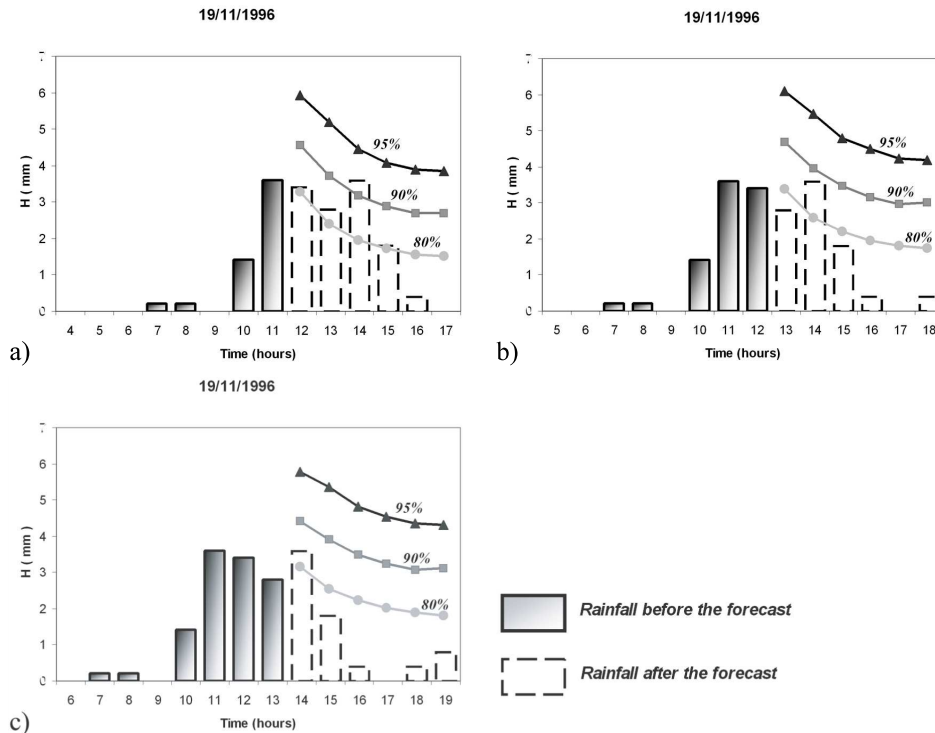 19/11/1996
7
6
5
4
3
2
1
0
H ( mm )
95%
90%
80%
4 5 6 7 8 9 10 11 12 13 14 15 16 17
Time (hours)
a)
19/11/1996
7
6
5
4
3
2
1
0
H ( mm )
95%
90%
80%
5 6 7 8 9 10 11 12 13 14 15 16 17 18
Time (hours)
b)
19/11/1996
7
6
5
4
3
2
1
0
H ( mm )
95%
90%
80%
6 7 8 9 10 11 12 13 14 15 16 17 18 19
Time (hours)
c)
Rainfall before the forecast
Rainfall after the forecast